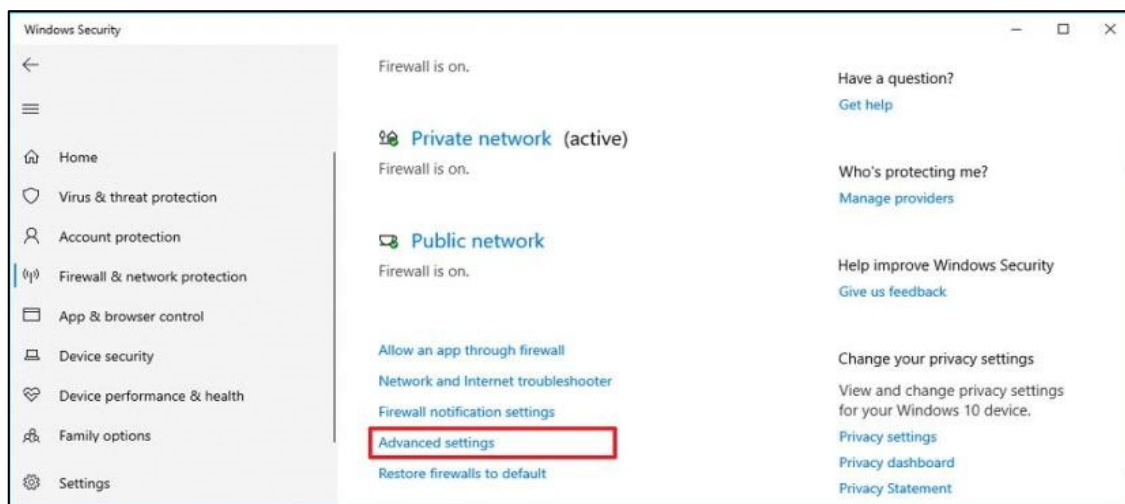 Windows Security
Home
Virus & threat protection
Account protection
Firewall & network protection
App & browser control
Device security
Device performance & health
Family options
Settings
Firewall is on.
Private network (active)
Firewall is on.
Public network
Firewall is on.
Allow an app through firewall
Network and Internet troubleshooter
Firewall notification settings
Advanced settings
Restore firewalls to default
Have a question?
Get help
Who's protecting me?
Manage providers
Help improve Windows Security
Give us feedback
Change your privacy settings
View and change privacy settings
for your Windows 10 device.
Privacy settings
Privacy dashboard
Privacy Statement